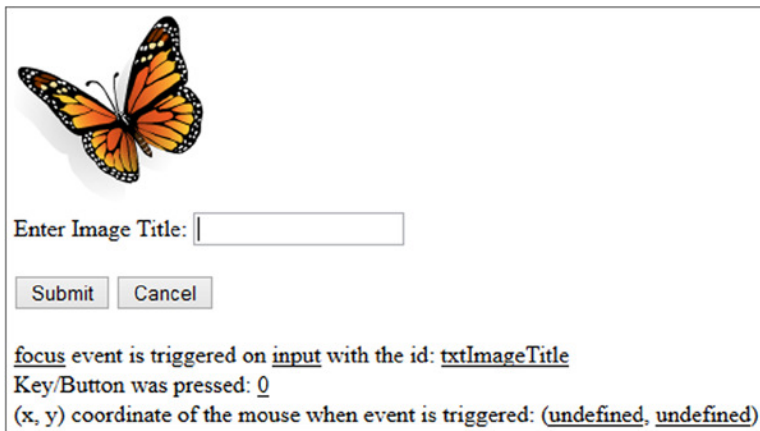 Enter Image Title:
Submit Cancel
focus event is triggered on input with the id: txtImageTitle
Key/Button was pressed: 0
(x, y) coordinate of the mouse when event is triggered: (undefined, undefined)